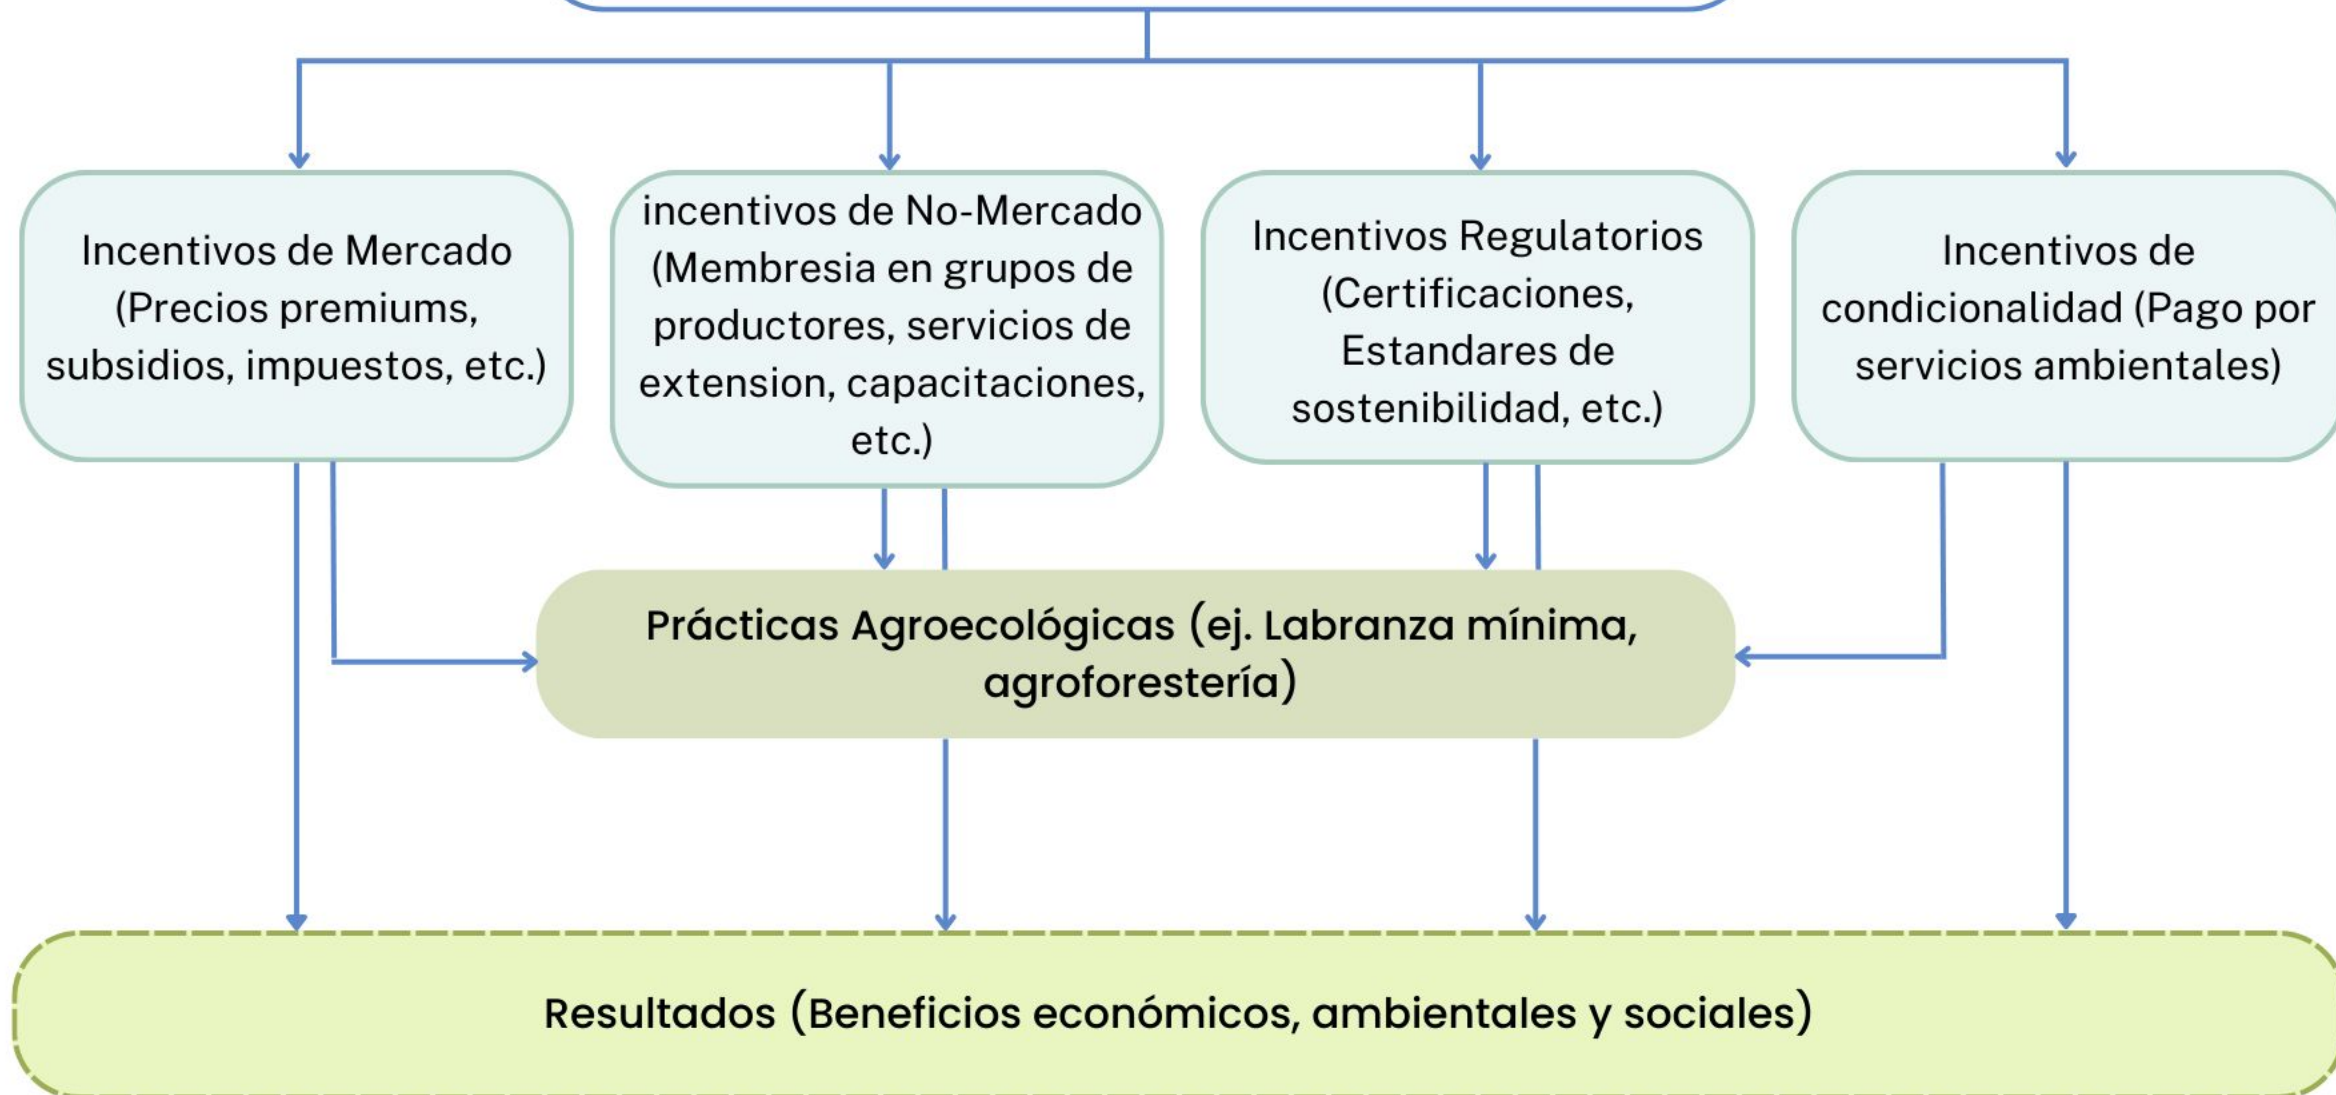 Incentivos de Mercado
(Precios premiums,
subsidios, impuestos, etc.)
incentivos de No-Mercado
(Membresia en grupos de
productores, servicios de
extension, capacitaciones,
etc.)
Incentivos Regulatorios
(Certificaciones,
Estandares de
sostenibilidad, etc.)
Incentivos de
condicionalidad (Pago por
servicios ambientales)
Prácticas Agroecológicas (ej. Labranza mínima,
agroforestería)
Resultados (Beneficios económicos, ambientales y sociales)